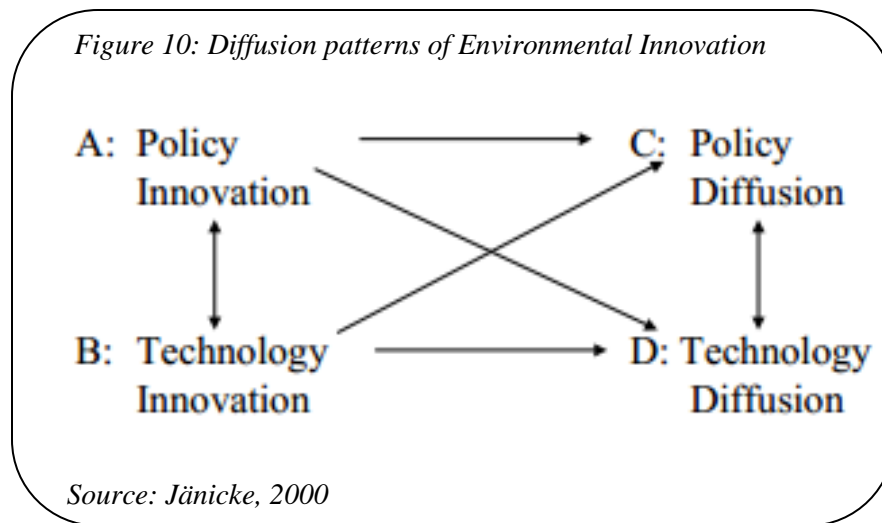 Figure 10: Diffusion patterns of Environmental Innovation
A: Policy
Innovation
C: Policy
Diffusion
B: Technology
Innovation
D: Technology
Diffusion
Source: Jänicke, 2000